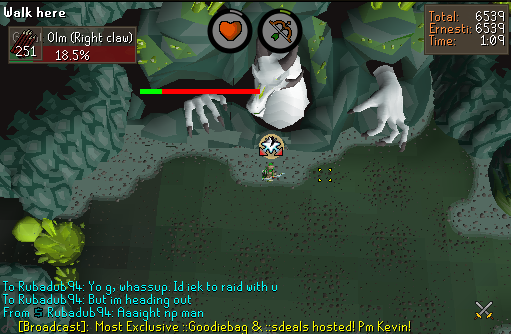 Walk here
Olm (Right claw)
251
18.5%
Total: 6539
Ernesti: 6539
Time: 1:09
To Rubadub94: Yo g, whassup. Id iek to raid with u
To Rubadub94: But im heading out
From Rubadub94: Aaaight np man
[Broadcast]: Most Exclusive ::Goodiebag & ::sdeals hosted! Pm Kevin!